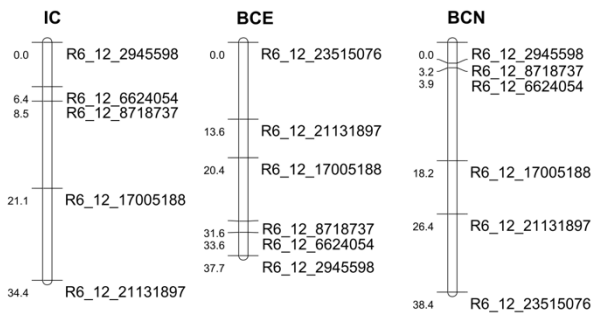 IC
0.0 R6_12_2945598
6.4 R6_12_6624054
8.5 R6_12_8718737
21.1 R6_12_17005188
34.4 R6_12_21131897
BCE
0.0 R6_12_23515076
13.6 R6_12_21131897
20.4 R6_12_17005188
31.6 R6_12_8718737
33.6 R6_12_6624054
37.7 R6_12_2945598
BCN
0.0 R6_12_2945598
3.2 R6_12_8718737
3.9 R6_12_6624054
18.2 R6_12_17005188
26.4 R6_12_21131897
38.4 R6_12_23515076